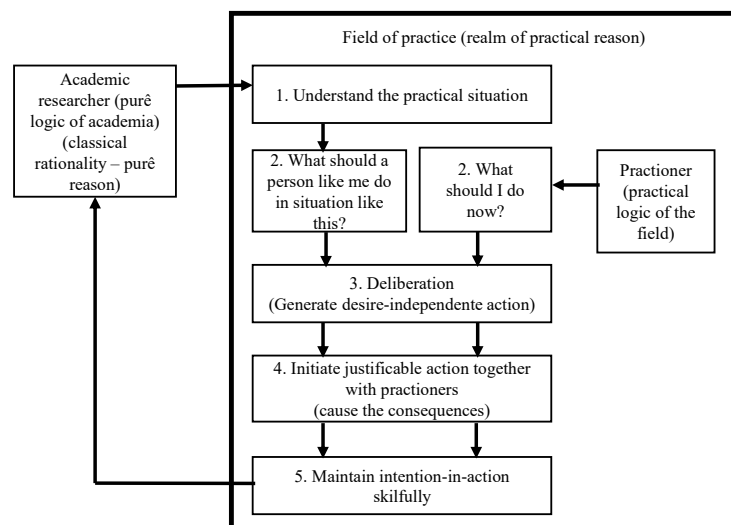 Field of practice (realm of practical reason)
Academic
researcher (purê
logic of academia)
(classical
rationality – purê
reason)
1. Understand the practical situation
2. What should a
person like me do
in situation like
this?
2. What
should I do
now?
Practioner
(practical
logic of the
field)
3. Deliberation
(Generate desire-independente action)
4. Initiate justificable action together
with practioners
(cause the consequences)
5. Maintain intention-in-action
skilfully